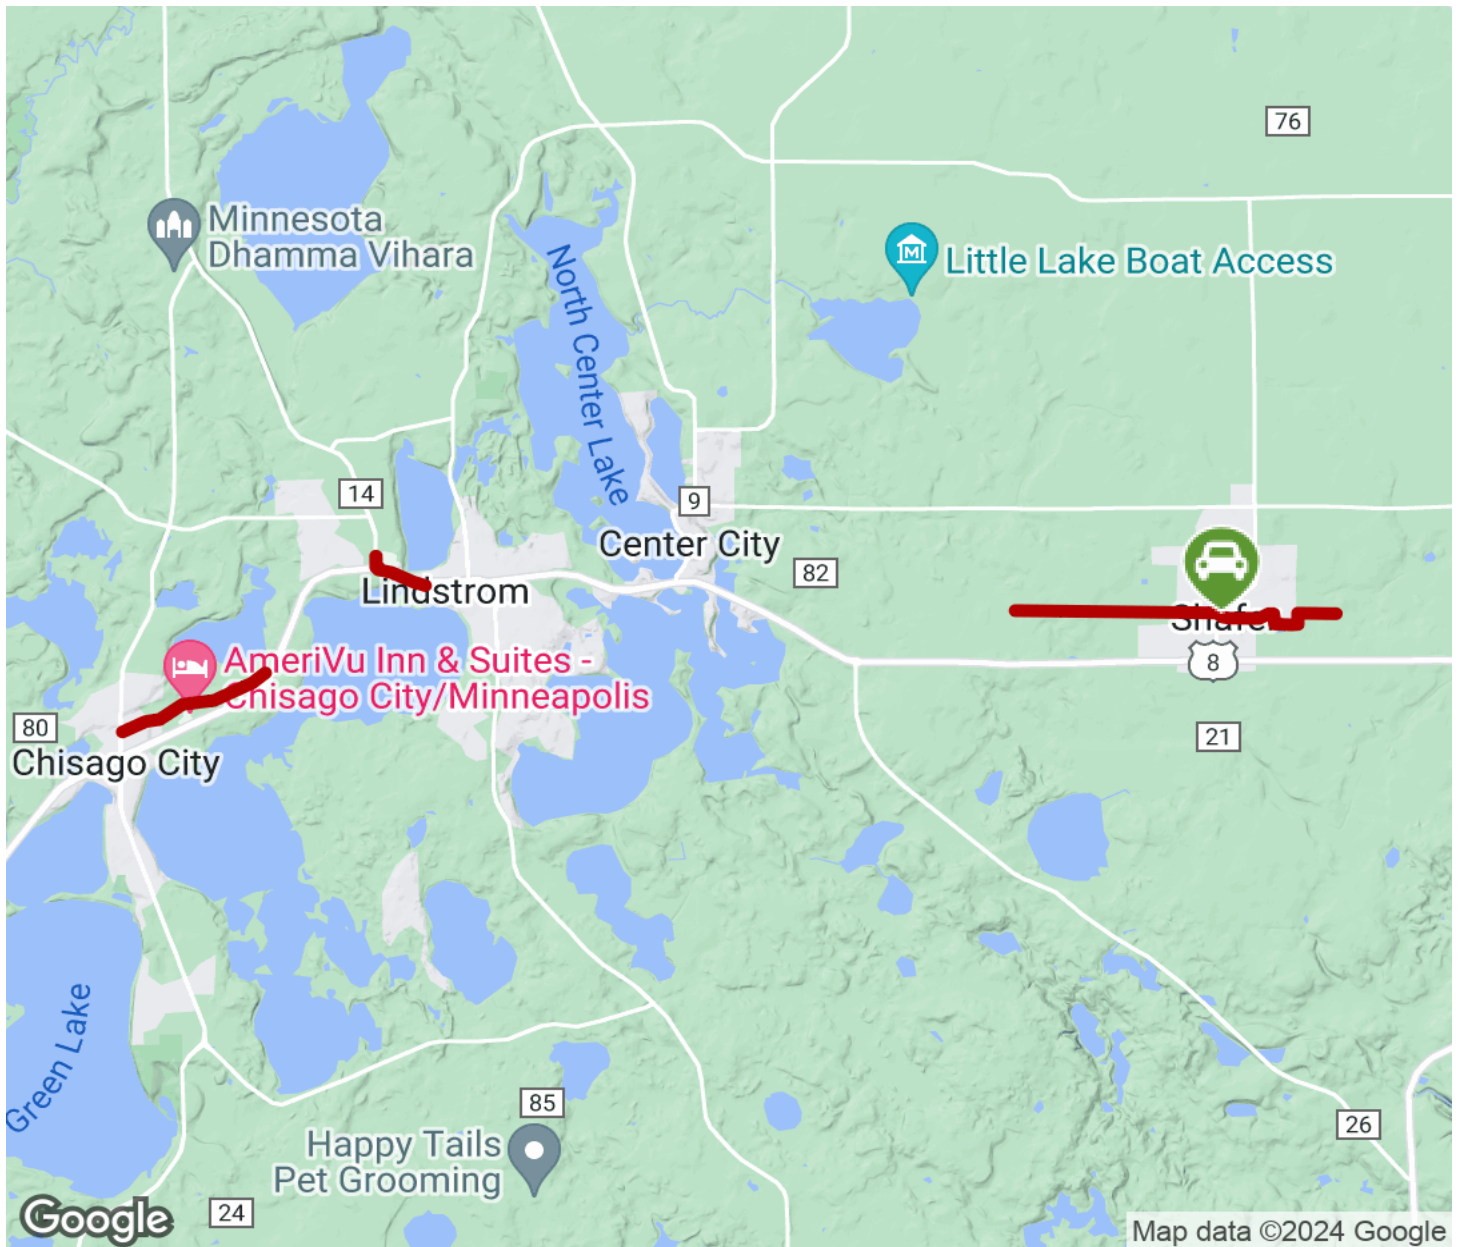 76
Minnesota
Dhamma Vihara
Little Lake Boat Access
North Center Lake
14
9
Center City
82
Lindstrom
8
AmeriVu Inn & Suites -
Chisago City/Minneapolis
80
21
Chisago City
Green Lake
85
26
Happy Tails
Pet Grooming
24
Google
Map data ©2024 Google